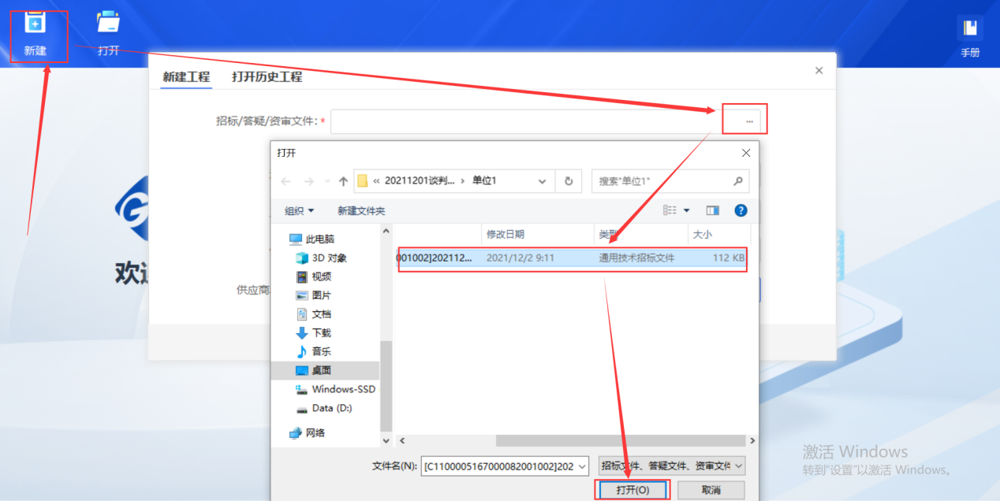 新建
打开
手册
新建工程 打开历史工程
招标/答疑/资审文件: *
...
打开
« 20211201谈判... › 单位1
搜索"单位1"
组织 新建文件夹
修改日期 类型 大小
001002]202112... 2021/12/2 9:11 通用技术招标文件 112 KB
此电脑
3D 对象
视频
图片
文档
下载
音乐
桌面
Windows-SSD
Data (D:)
网络
供应商
文件名(N): [C1100005167000082001002]202
招标文件、答疑文件、资审文件
打开(O) 取消
激活 Windows
转到"设置"以激活 Windows。